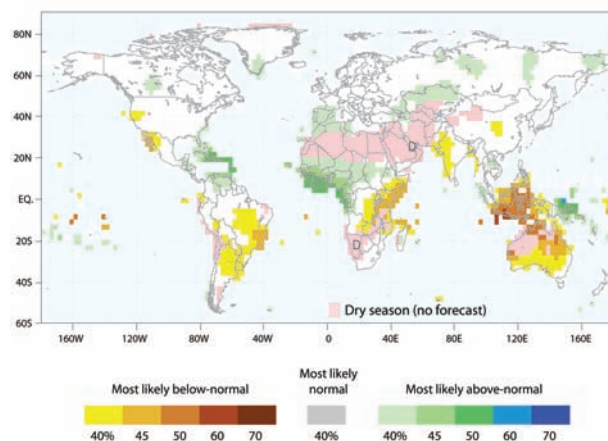 80N
60N
40N
20N
EQ.
20S
40S
60S
D
D
Dry season (no forecast)
160W 120W 80W 40W 0 40E 80E 120E 160E
Most likely below-normal
Most likely normal
Most likely above-normal
40% 45 50 60 70
40%
40% 45 50 60 70